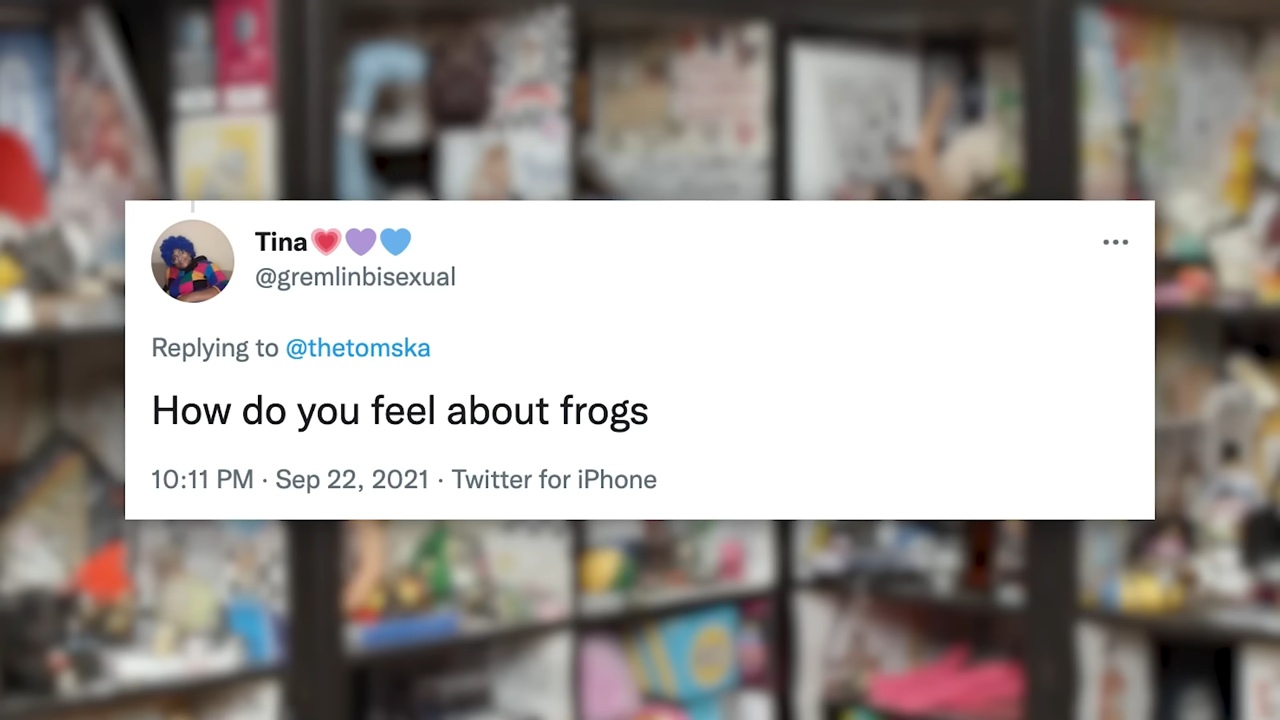 Tina💗💜💙
@gremlinbisexual
Replying to @thetomska
How do you feel about frogs
10:11 PM · Sep 22, 2021 · Twitter for iPhone